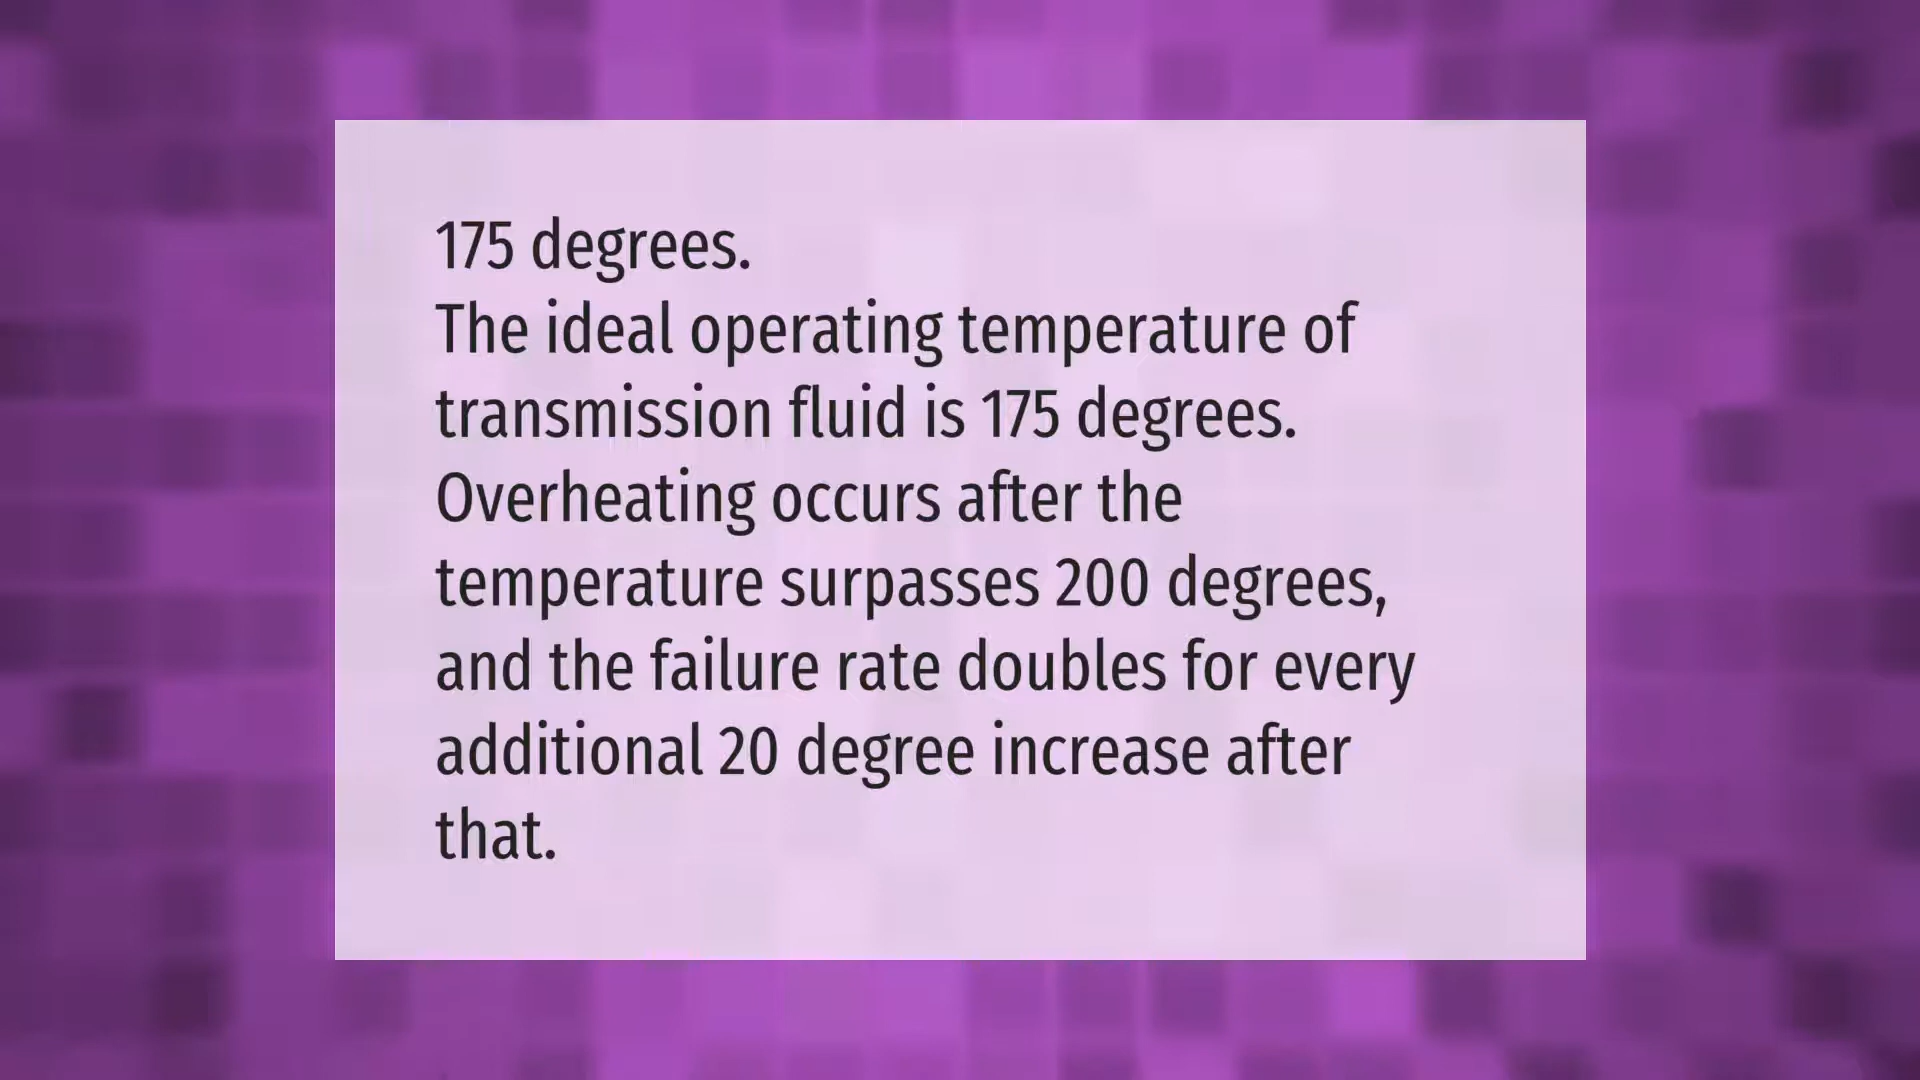 175 degrees.
The ideal operating temperature of
transmission fluid is 175 degrees.
Overheating occurs after the
temperature surpasses 200 degrees,
and the failure rate doubles for every
additional 20 degree increase after
that.